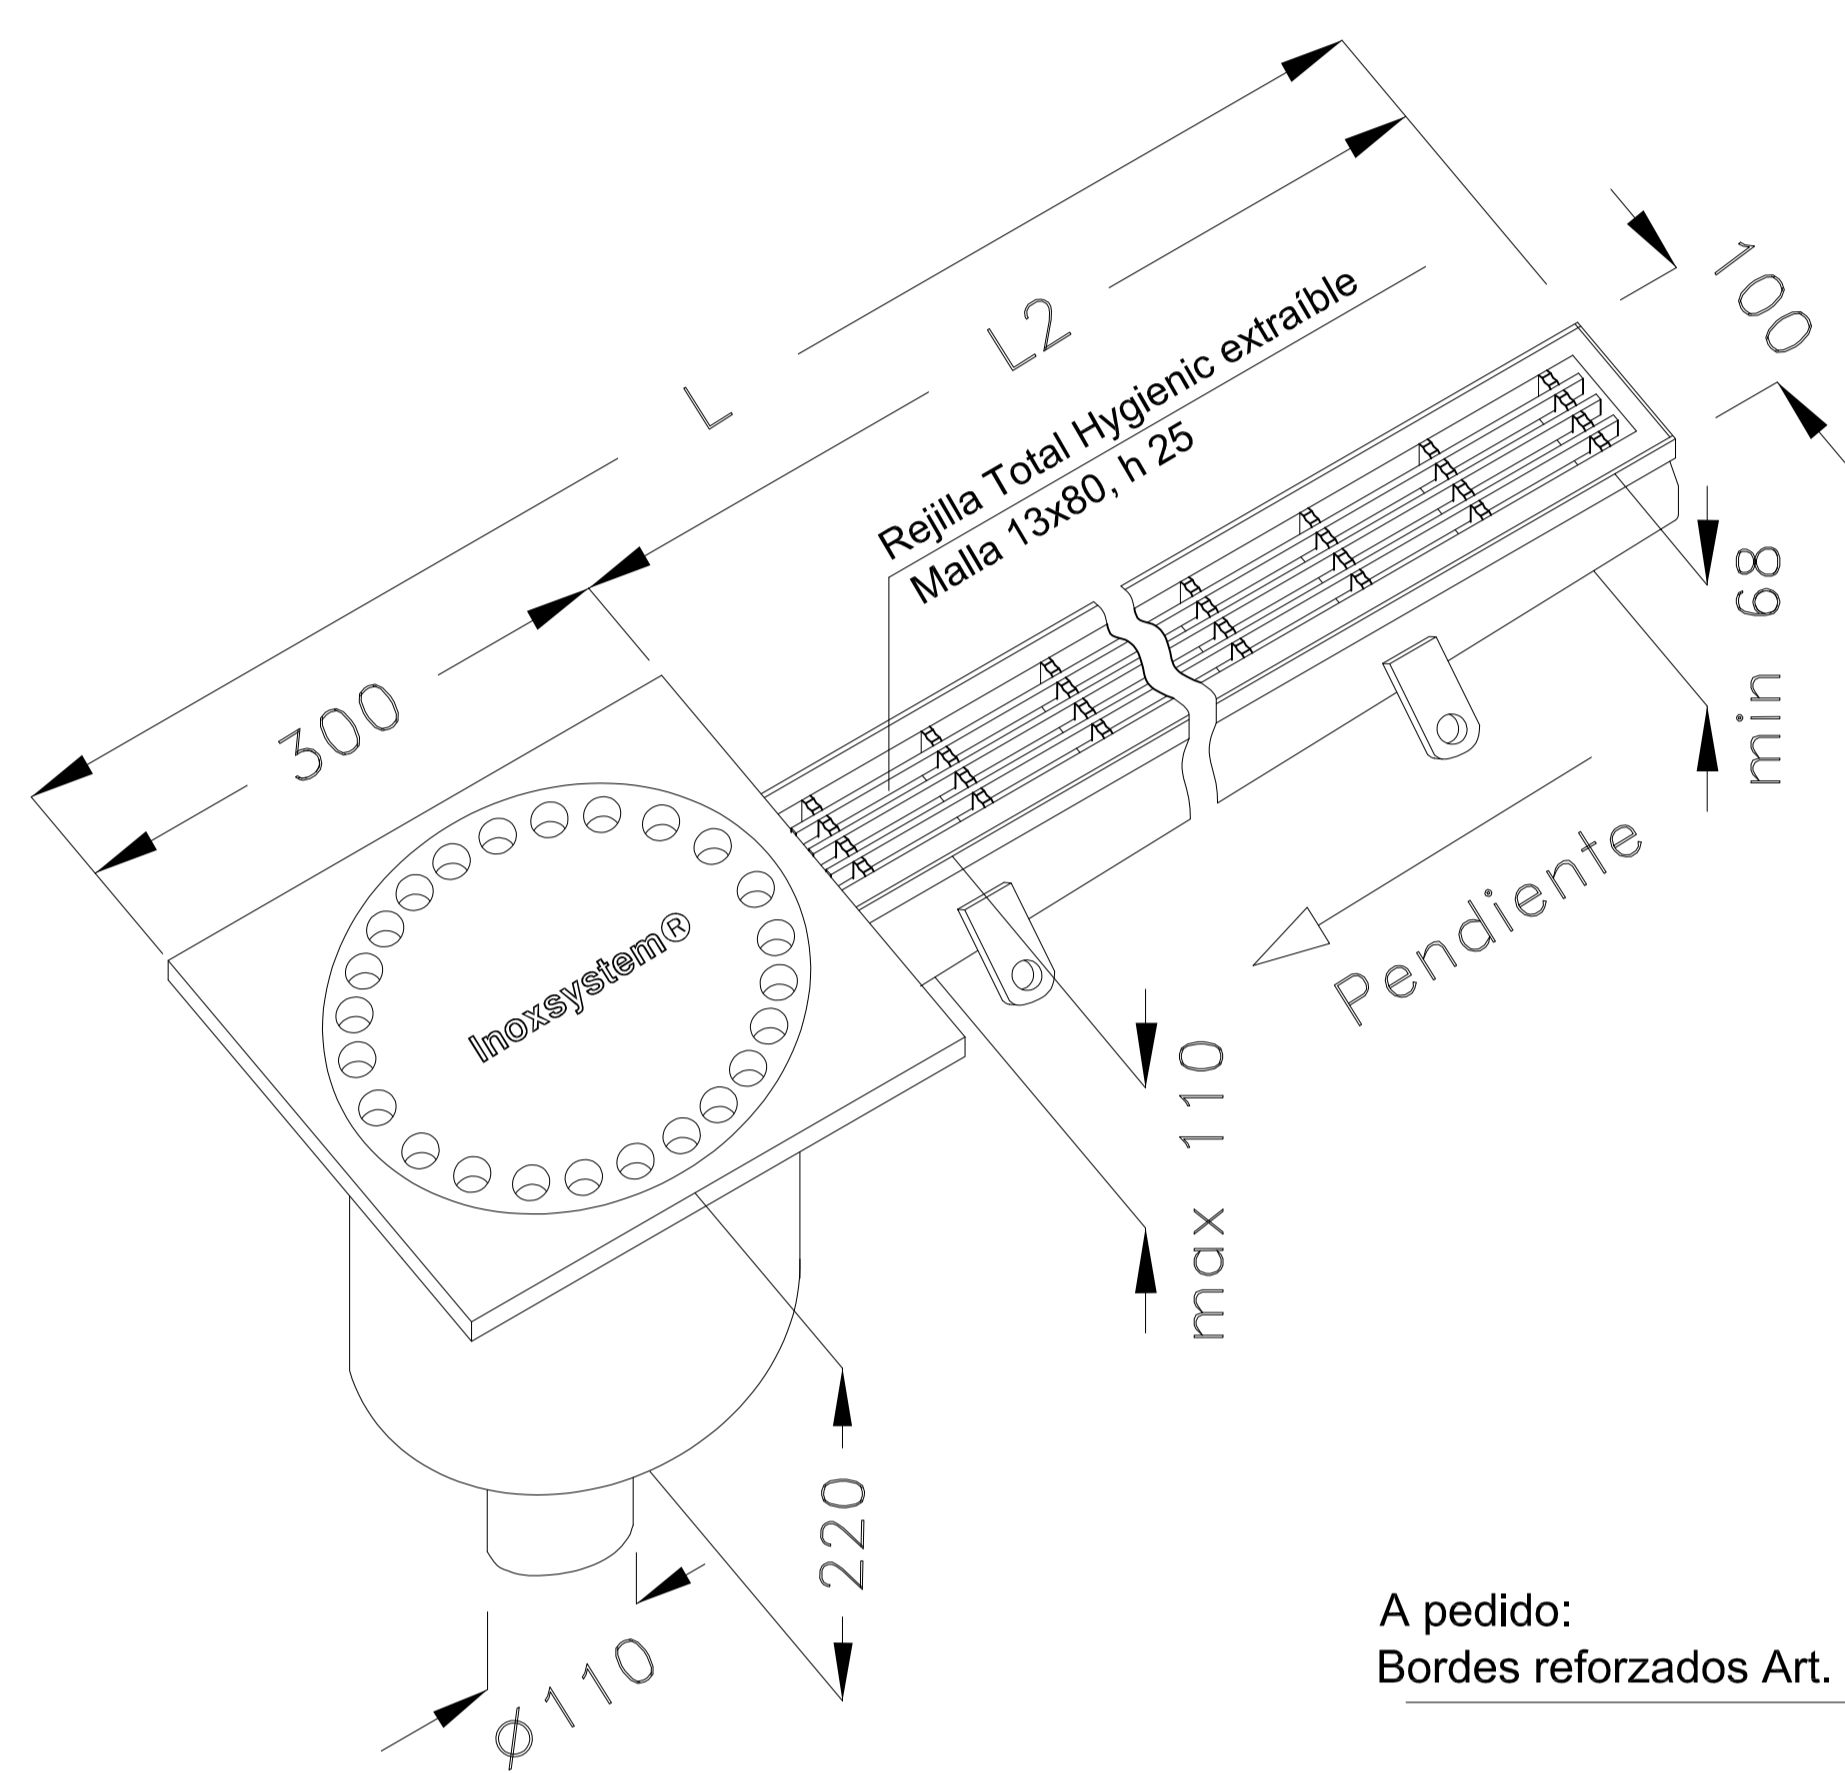 L
L2
100
Rejilla Total Hygienic extraíble
Malla 13x80, h 25
300
min 68
Inoxsystem®
Pendiente
max 110
220
ø110
A pedido:
Bordes reforzados Art.